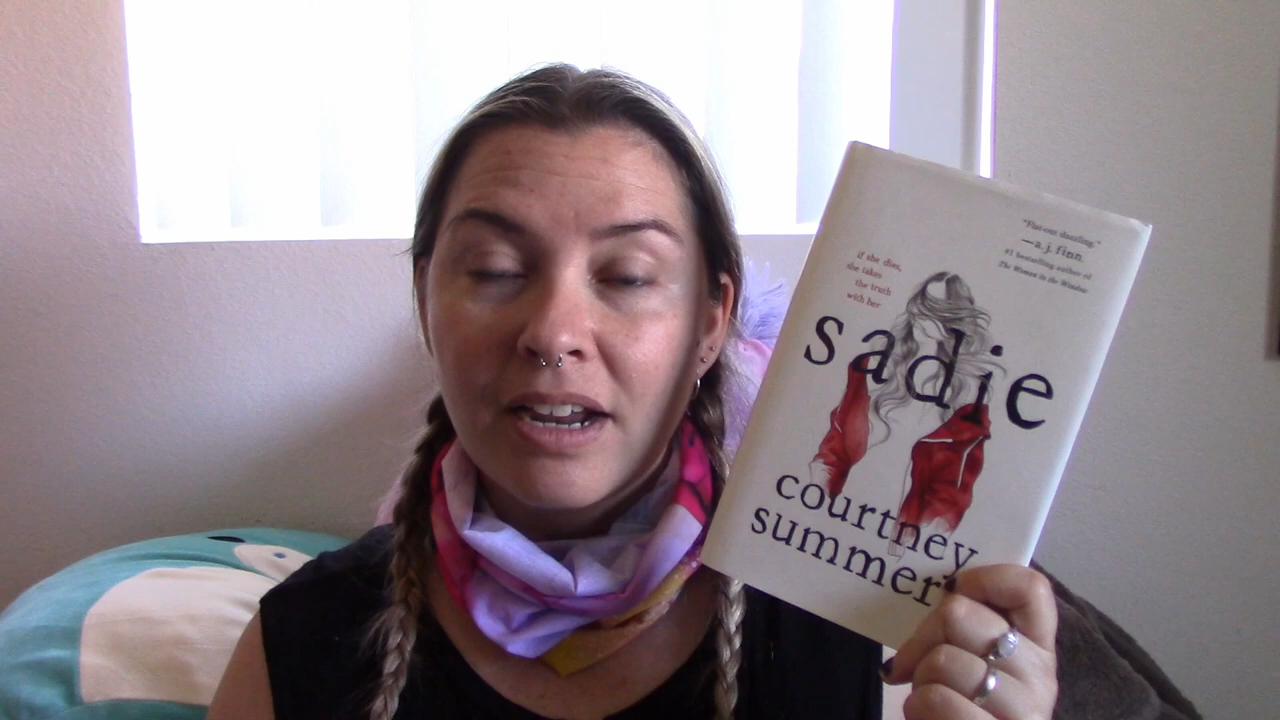 "Flat-out dazzling."
—a.j. finn
#1 bestselling author of
The Woman in the Window
if she dies,
she takes
the truth
with her
sadie
courtney
summers